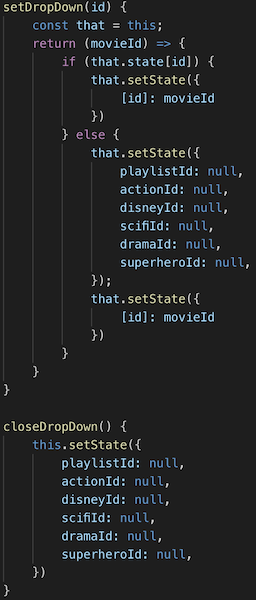 setDropDown(id) {
    const that = this;
    return (movieId) => {
        if (that.state[id]) {
            that.setState({
                [id]: movieId
            })
        } else {
            that.setState({
                playlistId: null,
                actionId: null,
                disneyId: null,
                scifiId: null,
                dramaId: null,
                superheroId: null,
            });
            that.setState({
                [id]: movieId
            })
        }
    }
}

closeDropDown() {
    this.setState({
        playlistId: null,
        actionId: null,
        disneyId: null,
        scifiId: null,
        dramaId: null,
        superheroId: null,
    })
}